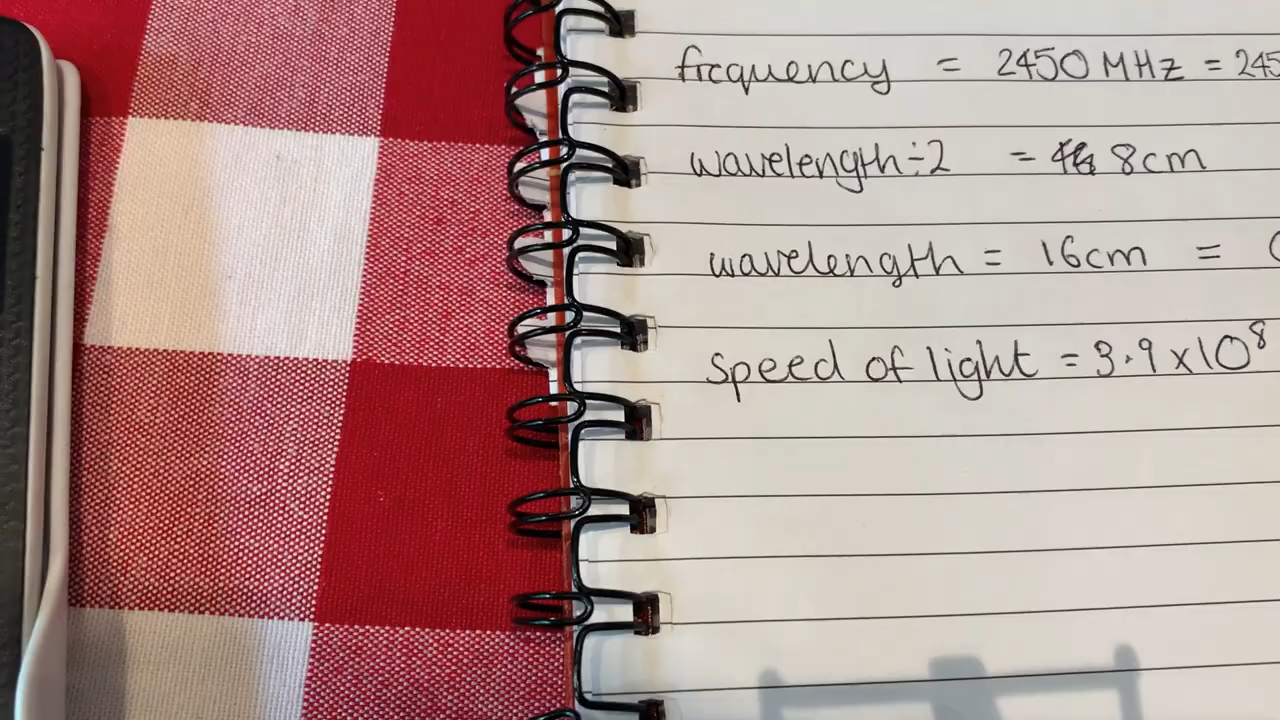 frequency = 2450 MHz = 245
wavelength÷2 = 8cm
wavelength = 16cm =
speed of light = 3.9 x 10⁸